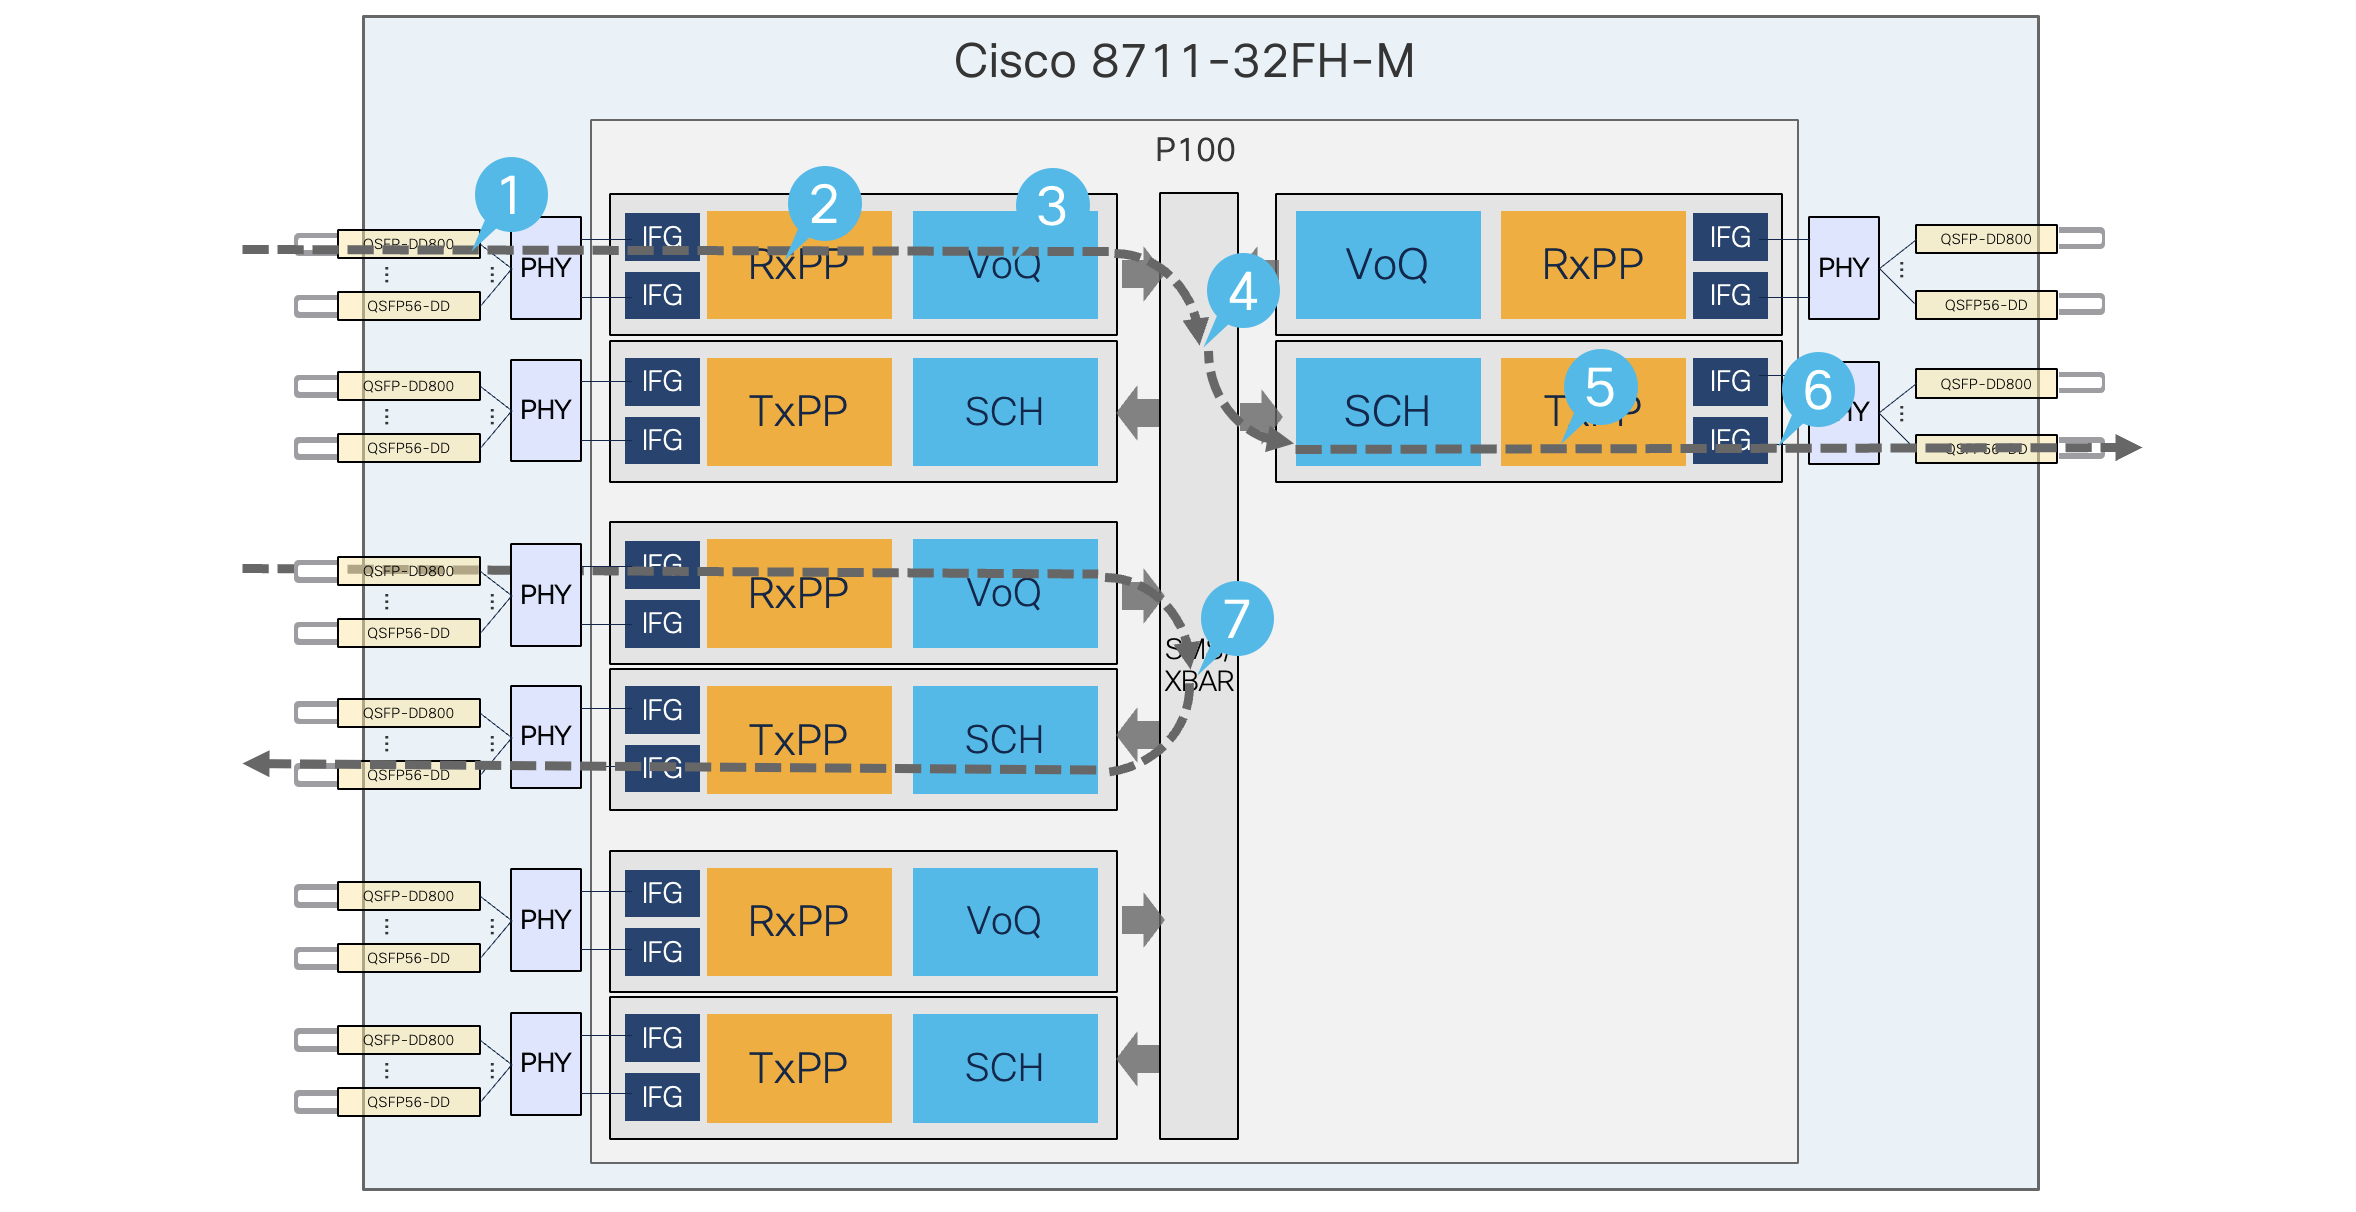 Cisco 8711-32FH-M
P100
1
2
3
4
5
6
7
QSFP-DD800
QSFP56-DD
PHY
IFG
IFG
RxPP
VoQ
VoQ
RxPP
IFG
IFG
PHY
QSFP-DD800
QSFP56-DD
QSFP-DD800
QSFP56-DD
PHY
IFG
IFG
TxPP
SCH
SCH
TxPP
IFG
IFG
PHY
QSFP-DD800
QSFP56-DD
QSFP-DD800
QSFP56-DD
PHY
IFG
IFG
RxPP
VoQ
SMS/
XBAR
QSFP-DD800
QSFP56-DD
PHY
IFG
IFG
TxPP
SCH
QSFP-DD800
QSFP56-DD
PHY
IFG
IFG
RxPP
VoQ
QSFP-DD800
QSFP56-DD
PHY
IFG
IFG
TxPP
SCH